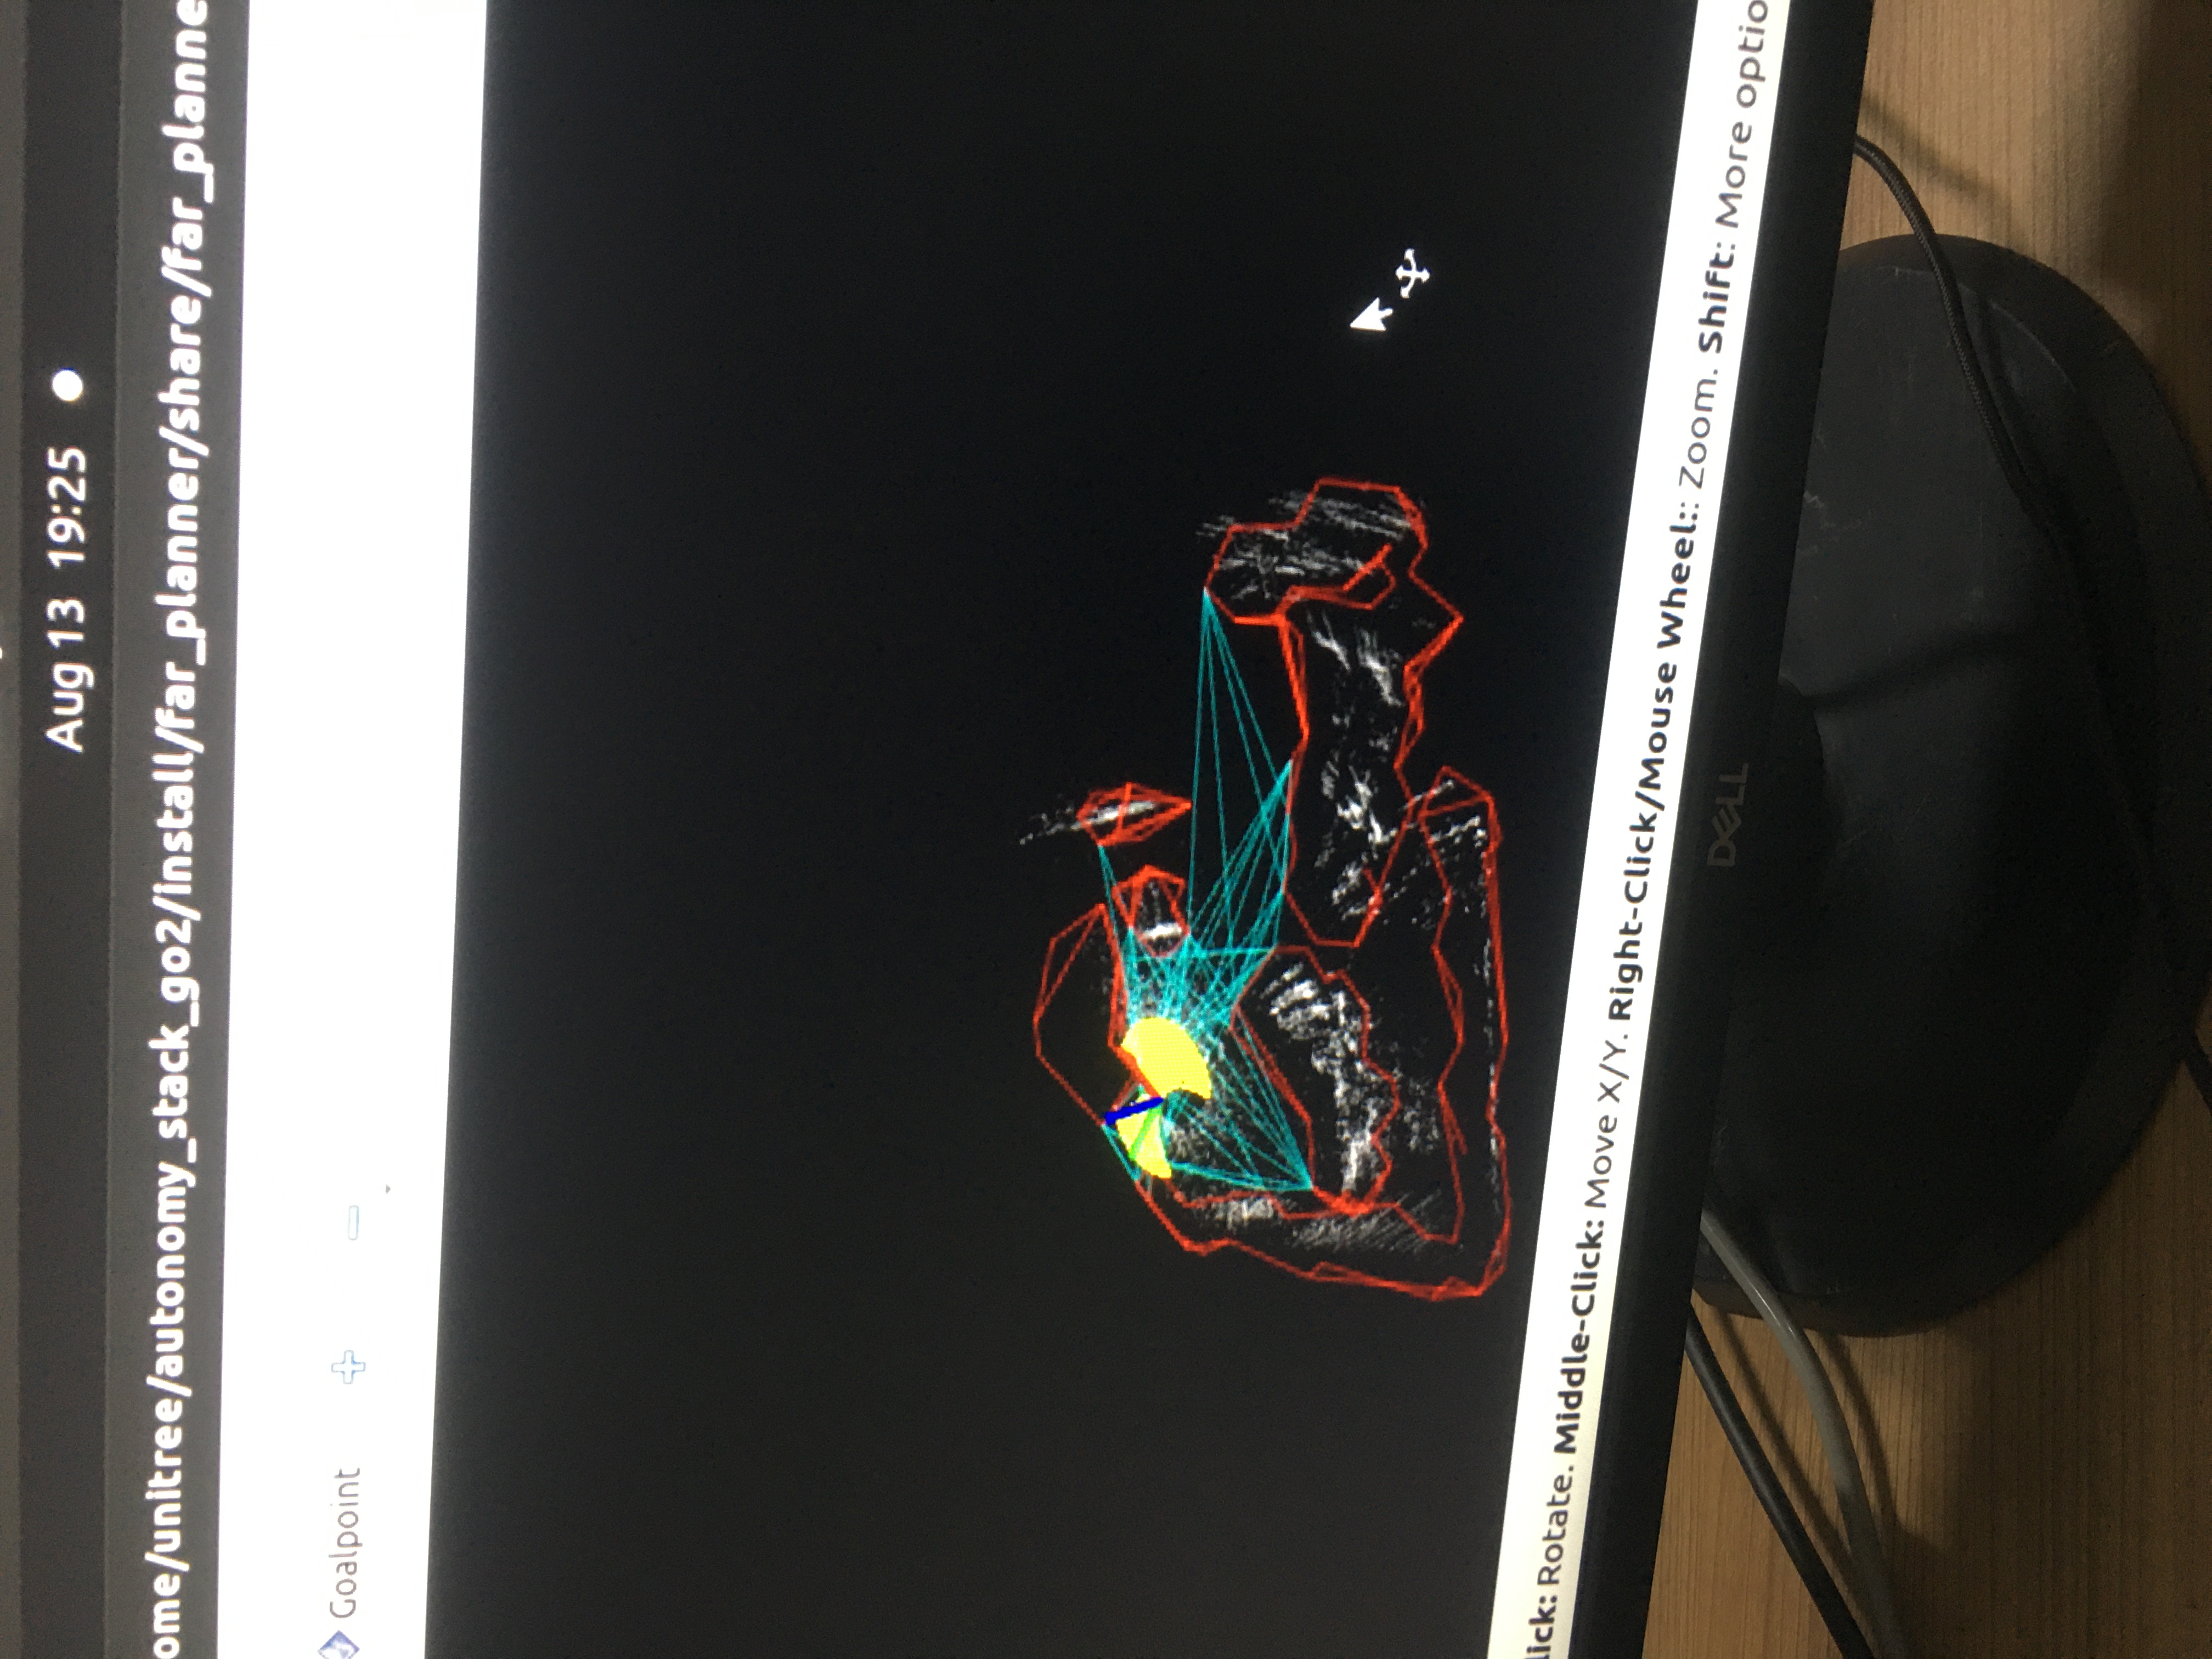 Aug 13 19:25
ome/unitree/autonomy_stack_go2/install/far_planner/share/far_planne
Goalpoint
lick: Rotate. Middle-Click: Move X/Y. Right-Click/Mouse Wheel:: Zoom. Shift: More optio
DELL